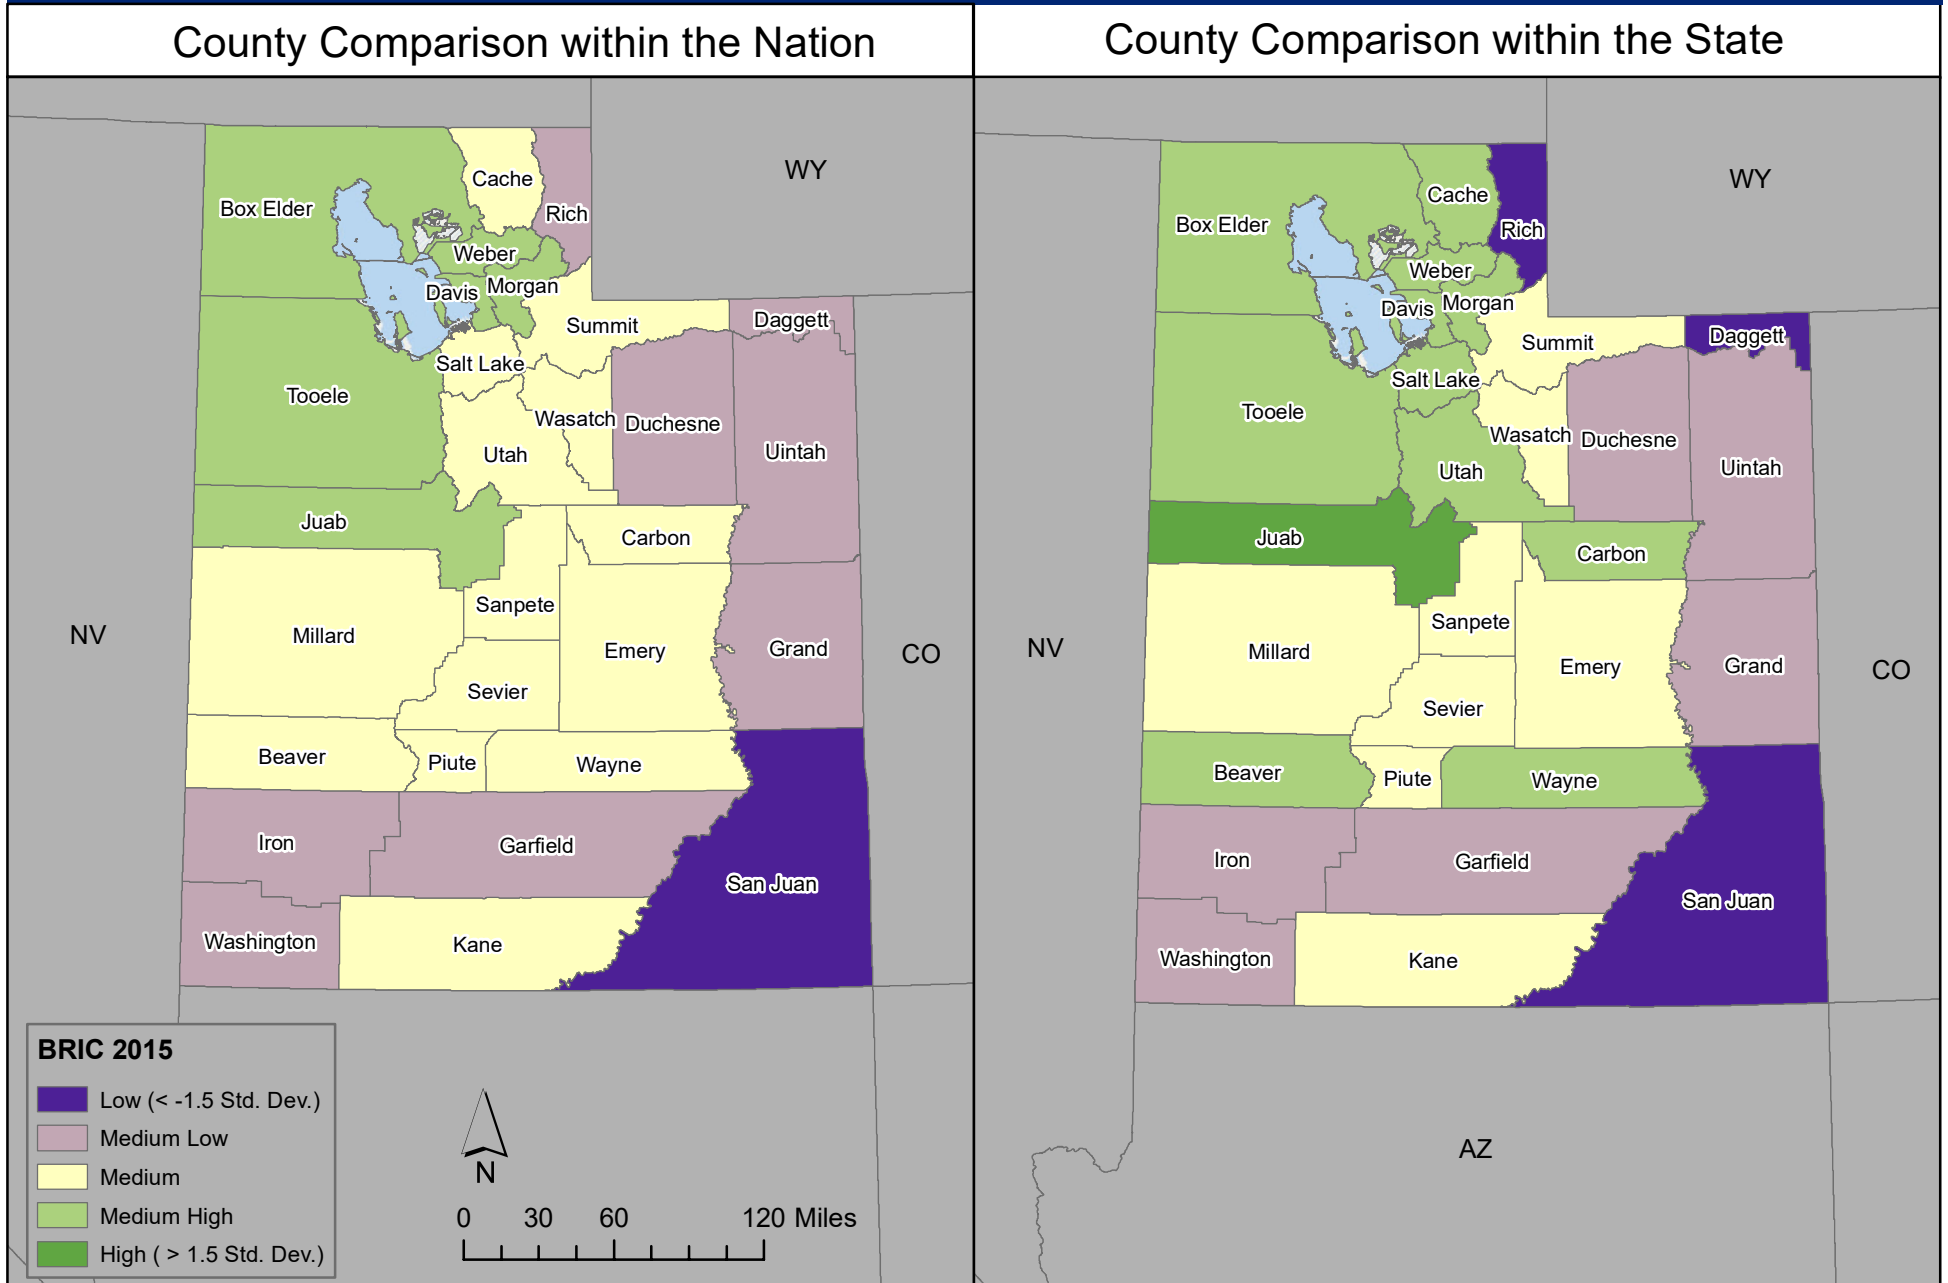 County Comparison within the Nation
WY
Cache
Box Elder
Rich
Weber
Morgan
Davis
Summit
Daggett
Salt Lake
Tooele
Wasatch
Duchesne
Uintah
Utah
Juab
Carbon
Sanpete
NV
Millard
Grand
Emery
CO
Sevier
Beaver
Piute
Wayne
Iron
Garfield
San Juan
Washington
Kane
BRIC 2015
Low (< -1.5 Std. Dev.)
Medium Low
Medium
Medium High
High ( > 1.5 Std. Dev.)
N
0 30 60 120 Miles
County Comparison within the State
WY
Cache
Box Elder
Rich
Weber
Morgan
Davis
Summit
Daggett
Salt Lake
Tooele
Wasatch
Duchesne
Uintah
Utah
Juab
Carbon
Sanpete
NV
Millard
Grand
Emery
CO
Sevier
Beaver
Piute
Wayne
Iron
Garfield
San Juan
Washington
Kane
AZ